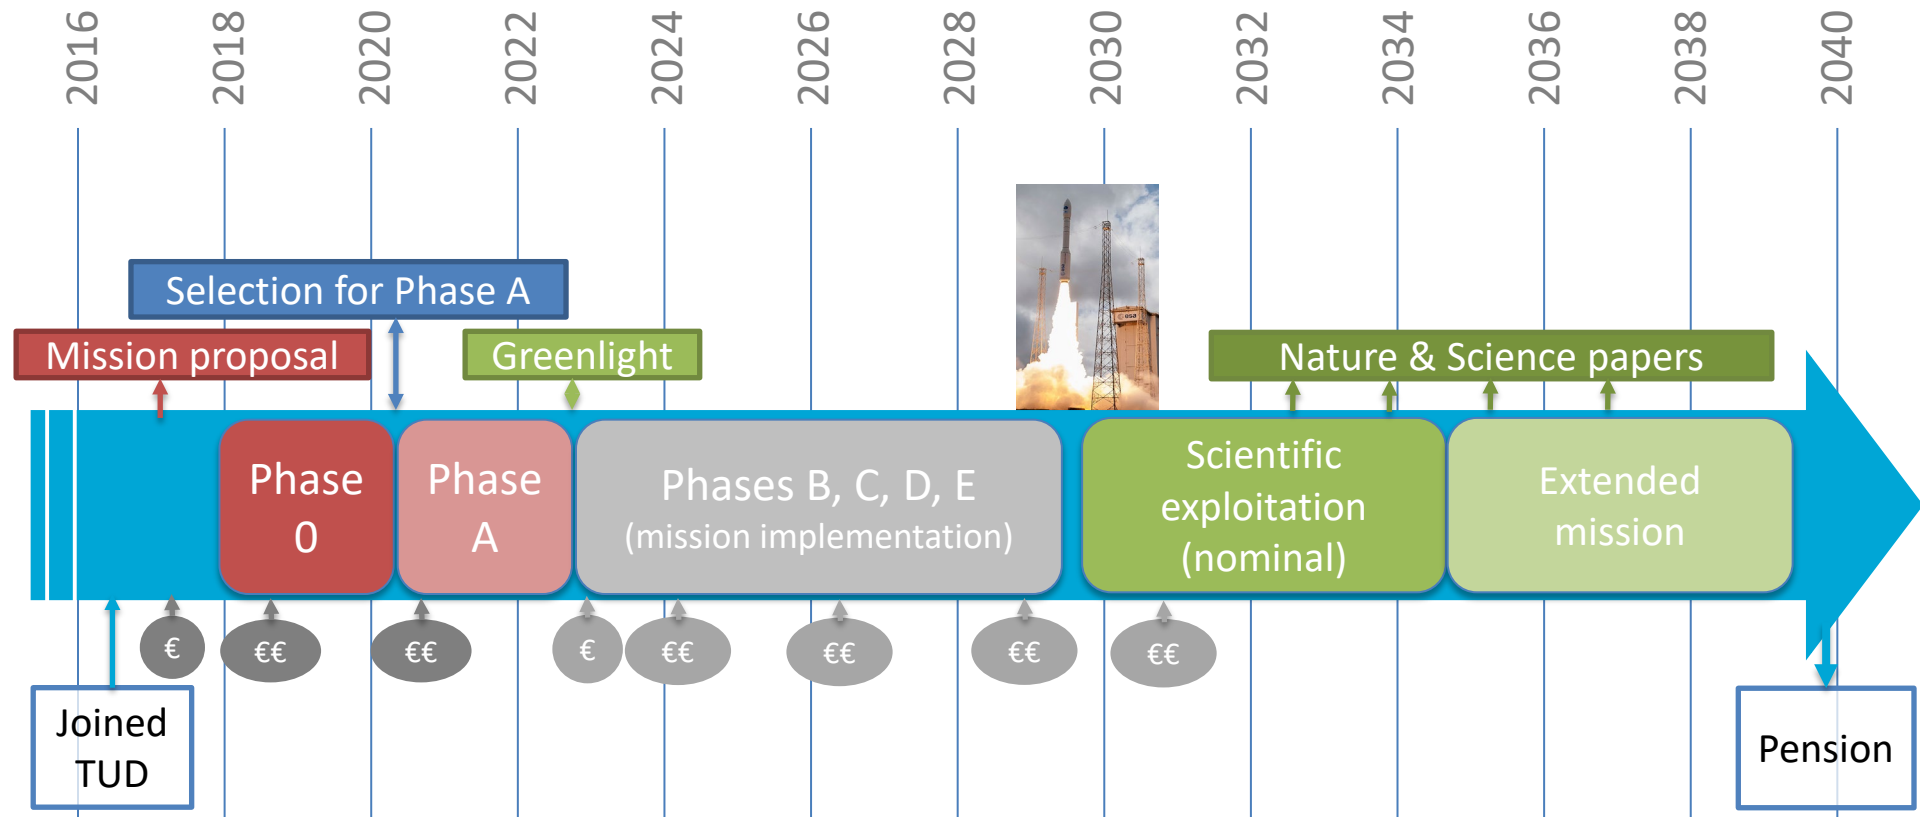 2016
2018
2020
2022
2024
2026
2028
2030
2032
2034
2036
2038
2040
Selection for Phase A
Mission proposal
Greenlight
esa
Nature & Science papers
Phase
0
Phase
A
Phases B, C, D, E
(mission implementation)
Scientific
exploitation
(nominal)
Extended
mission
€
€€
€€
€
€€
€€
€€
€€
Joined
TUD
Pension